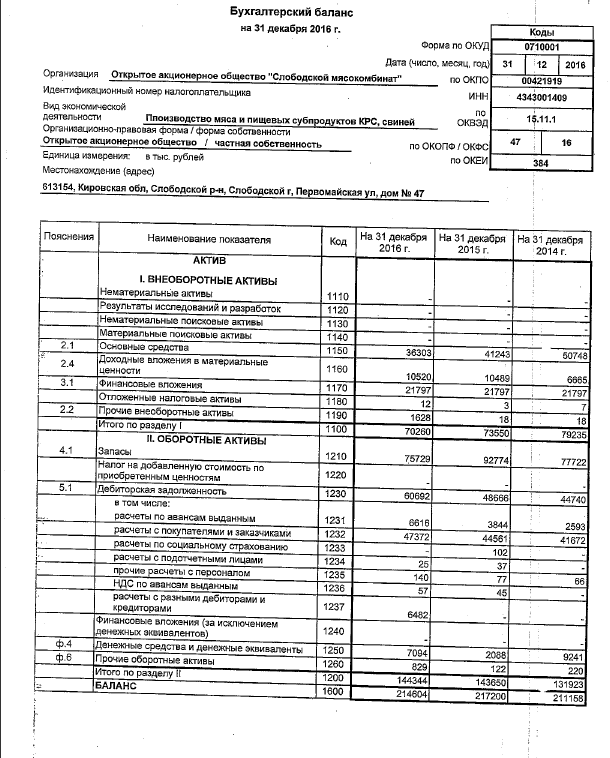 Бухгалтерский баланс
на 31 декабря 2016 г.
Коды
Форма по ОКУД 0710001
Дата (число, месяц, год) 31 12 2016
Организация Открытое акционерное общество "Слободской мясокомбинат" по ОКПО 00421919
Идентификационный номер налогоплательщика ИНН 4343001409
Вид экономической деятельности Производство мяса и пищевых субпродуктов КРС, свиней по ОКВЭД 15.11.1
Организационно-правовая форма / форма собственности
Открытое акционерное общество / частная собственность по ОКОПФ / ОКФС 47 16
Единица измерения: в тыс. рублей по ОКЕИ 384
Местонахождение (адрес)
613154, Кировская обл, Слободской р-н, Слободской г, Первомайская ул, дом № 47
Пояснения Наименование показателя Код На 31 декабря 2016 г. На 31 декабря 2015 г. На 31 декабря 2014 г.
АКТИВ
I. ВНЕОБОРОТНЫЕ АКТИВЫ
Нематериальные активы 1110 - - -
Результаты исследований и разработок 1120 - - -
Нематериальные поисковые активы 1130 - - -
Материальные поисковые активы 1140 - - -
2.1 Основные средства 1150 36303 41243 50748
2.4 Доходные вложения в материальные ценности 1160 10520 10489 6665
3.1 Финансовые вложения 1170 21797 21797 21797
Отложенные налоговые активы 1180 12 3 7
2.2 Прочие внеоборотные активы 1190 1628 18 18
Итого по разделу I 1100 70260 73550 79235
II. ОБОРОТНЫЕ АКТИВЫ
4.1 Запасы 1210 75729 92774 77722
Налог на добавленную стоимость по приобретенным ценностям 1220 - - -
5.1 Дебиторская задолженность 1230 60692 48666 44740
в том числе:
расчеты по авансам выданным 1231 6616 3844 2593
расчеты с покупателями и заказчиками 1232 47372 44561 41672
расчеты по социальному страхованию 1233 - 102 -
расчеты с подотчетными лицами 1234 25 37 -
прочие расчеты с персоналом 1235 140 77 66
НДС по авансам выданным 1236 57 45 -
расчеты с разными дебиторами и кредиторами 1237 6482 - -
Финансовые вложения (за исключением денежных эквивалентов) 1240 - - -
ф.4 Денежные средства и денежные эквиваленты 1250 7094 2088 9241
ф.6 Прочие оборотные активы 1260 829 122 220
Итого по разделу II 1200 144344 143650 131923
БАЛАНС 1600 214604 217200 211158